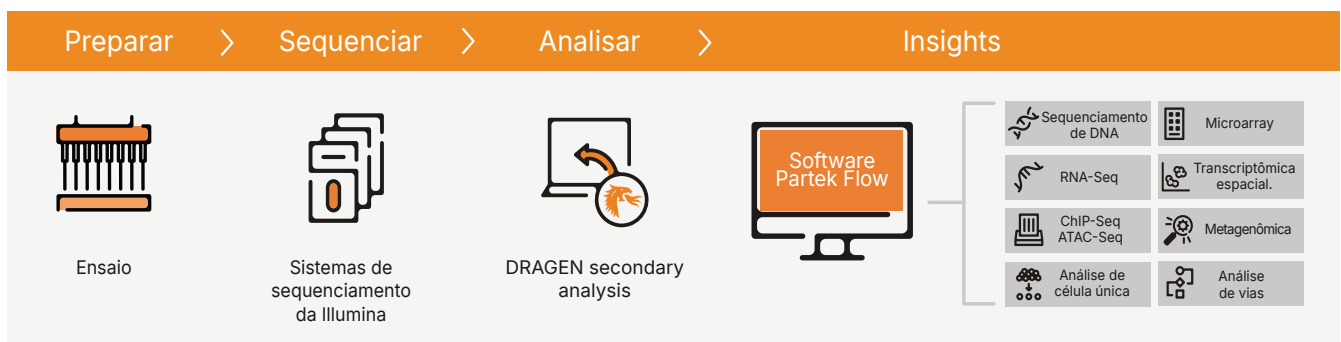 Preparar
Sequenciar
Analisar
Insights
Ensaio
Sistemas de
sequenciamento
da Illumina
DRAGEN secondary
analysis
Software
Partek Flow
Sequenciamento
de DNA
Microarray
RNA-Seq
Transcriptômica
espacial.
ChIP-Seq
ATAC-Seq
Metagenômica
Análise de
célula única
Análise
de vias